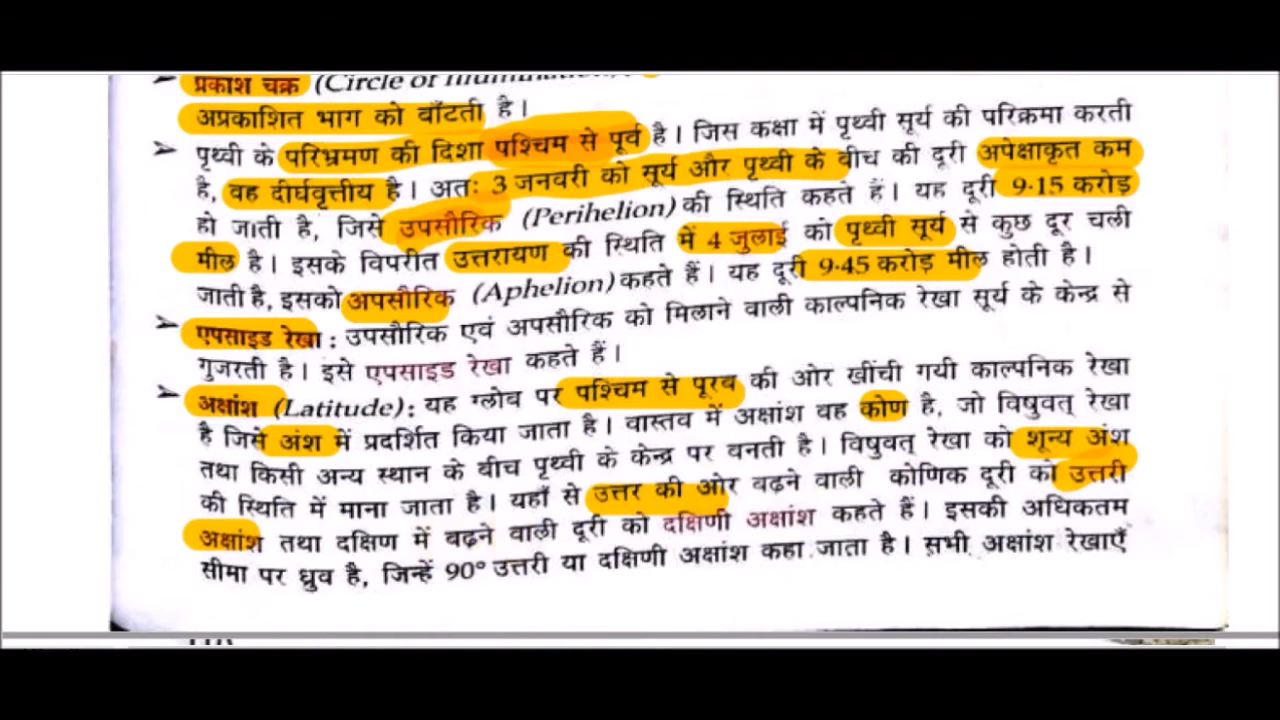 ➤ प्रकाश चक्र (Circle of
अप्रकाशित भाग को बाँटती है।
➤ पृथ्वी के परिभ्रमण की दिशा पश्चिम से पूर्व है। जिस कक्षा में पृथ्वी सूर्य की परिक्रमा करती
है, वह दीर्घवृत्तीय है। अतः 3 जनवरी को सूर्य और पृथ्वी के बीच की दूरी अपेक्षाकृत कम
हो जाती है, जिसे उपसौरिक (Perihelion) की स्थिति कहते हैं। यह दूरी 9·15 करोड़
मील है। इसके विपरीत उत्तरायण की स्थिति में 4 जुलाई को पृथ्वी सूर्य से कुछ दूर चली
जाती है, इसको अपसौरिक (Aphelion) कहते हैं। यह दूरी 9·45 करोड़ मील होती है।
➤ एपसाइड रेखा : उपसौरिक एवं अपसौरिक को मिलाने वाली काल्पनिक रेखा सूर्य के केन्द्र से
गुजरती है। इसे एपसाइड रेखा कहते हैं।
➤ अक्षांश (Latitude) : यह ग्लोब पर पश्चिम से पूरब की ओर खींची गयी काल्पनिक रेखा
है जिसे अंश में प्रदर्शित किया जाता है। वास्तव में अक्षांश वह कोण है, जो विषुवत् रेखा
तथा किसी अन्य स्थान के बीच पृथ्वी के केन्द्र पर बनती है। विषुवत् रेखा को शून्य अंश
की स्थिति में माना जाता है। यहाँ से उत्तर की ओर बढ़ने वाली कोणिक दूरी को उत्तरी
अक्षांश तथा दक्षिण में बढ़ने वाली दूरी को दक्षिणी अक्षांश कहते हैं। इसकी अधिकतम
सीमा पर ध्रुव है, जिन्हें 90° उत्तरी या दक्षिणी अक्षांश कहा जाता है। सभी अक्षांश रेखाएँ